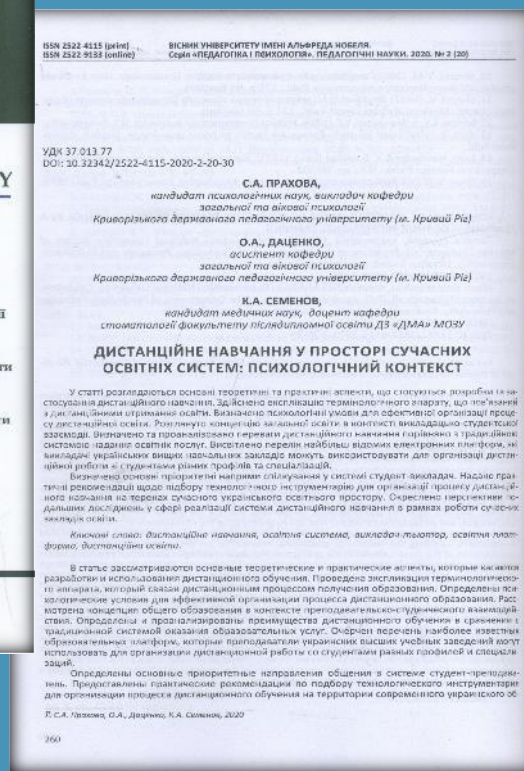 Y
ISSN 2522-4115 (print)
ISSN 2522-9133 (online)
ВІСНИК УНІВЕРСИТЕТУ ІМЕНІ АЛЬФРЕДА НОБЕЛЯ.
Серія «ПЕДАГОГІКА І ПСИХОЛОГІЯ». ПЕДАГОГІЧНІ НАУКИ. 2020. № 2 (20)
УДК 37.013.77
DOI: 10.32342/2522-4115-2020-2-20-30
С.А. ПРАХОВА,
кандидат психологічних наук, викладач кафедри
загальної та вікової психології
Криворізького державного педагогічного університету (м. Кривий Ріг)
О.А., ДАЦЕНКО,
асистент кафедри
загальної та вікової психології
Криворізького державного педагогічного університету (м. Кривий Ріг)
К.А. СЕМЕНОВ,
кандидат медичних наук, доцент кафедри
стоматології факультету післядипломної освіти ДЗ «ДМА» МОЗУ
ДИСТАНЦІЙНЕ НАВЧАННЯ У ПРОСТОРІ СУЧАСНИХ
ОСВІТНІХ СИСТЕМ: ПСИХОЛОГІЧНИЙ КОНТЕКСТ
У статті розглядаються основні теоретичні та практичні аспекти, що стосуються розробки та за-
стосування дистанційного навчання. Здійснено експлікацію термінологічного апарату, що пов'язаний
з дистанційними отримання освіти. Визначено психологічні умови для ефективної організації проце-
су дистанційної освіти. Розглянуто концепцію загальної освіти в контексті викладацько-студентської
взаємодії. Визначено та проаналізовано переваги дистанційного навчання порівняно з традиційною
системою надання освітніх послуг. Висвітлено перелік найбільш відомих електронних платформ, які
викладачі українських вищих навчальних закладів можуть використовувати для організації дистан-
ційної роботи зі студентами різних профілів та спеціалізацій.
Визначено основні пріоритетні напрями спілкування у системі студент-викладач. Надано прак-
тичні рекомендації щодо підбору технологічного інструментарію для організації процесу дистанцій-
ного навчання на теренах сучасного українського освітнього простору. Окреслено перспективи по-
дальших досліджень у сфері реалізації системи дистанційного навчання в рамках роботи сучасних
закладів освіти.
Ключові слова: дистанційне навчання, освітня система, викладач-тьютор, освітня плат-
форма, дистанційна освіта.
В статье рассматриваются основные теоретические и практические аспекты, которые касаются
разработки и использования дистанционного обучения. Проведена экспликация терминологическо-
го аппарата, который связан дистанционным процессом получения образования. Определены пси-
хологические условия для эффективной организации процесса дистанционного образования. Расс-
мотрена концепция общего образования в контексте преподавательско-студенческого взаимодей-
ствия. Определены и проанализированы преимущества дистанционного обучения в сравнении с
традиционной системой оказания образовательных услуг. Очерчен перечень наиболее известных
образовательных платформ, которые преподаватели украинских высших учебных заведений могут
использовать для организации дистанционной работы со студентами разных профилей и специали-
заций.
Определены основные приоритетные направления общения в системе студент-преподава-
тель. Предоставлены практические рекомендации по подбору технологического инструментария
для организации процесса дистанционного обучения на территории современного украинского об-
С.А. Прахова, О.А., Даценко, К.А. Семенов, 2020
260